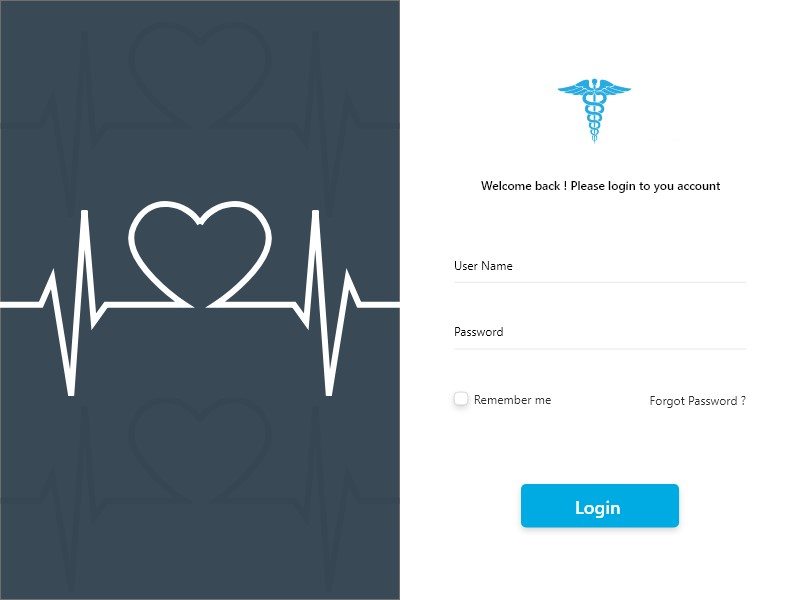 Welcome back ! Please login to you account
User Name
Password
Remember me
Forgot Password ?
Login